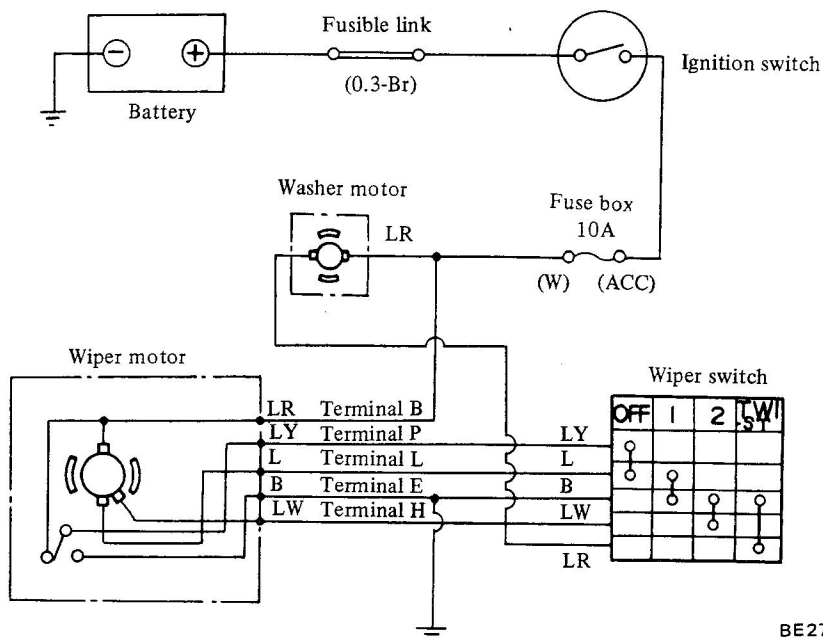 Fusible link
(0.3-Br)
Battery
Ignition switch
Washer motor
LR
Fuse box
10A
(W) (ACC)
Wiper motor
Wiper switch
OFF 1 2
LR Terminal B
LY Terminal P LY
L Terminal L L
B Terminal E B
LW Terminal H LW
LR
BE27